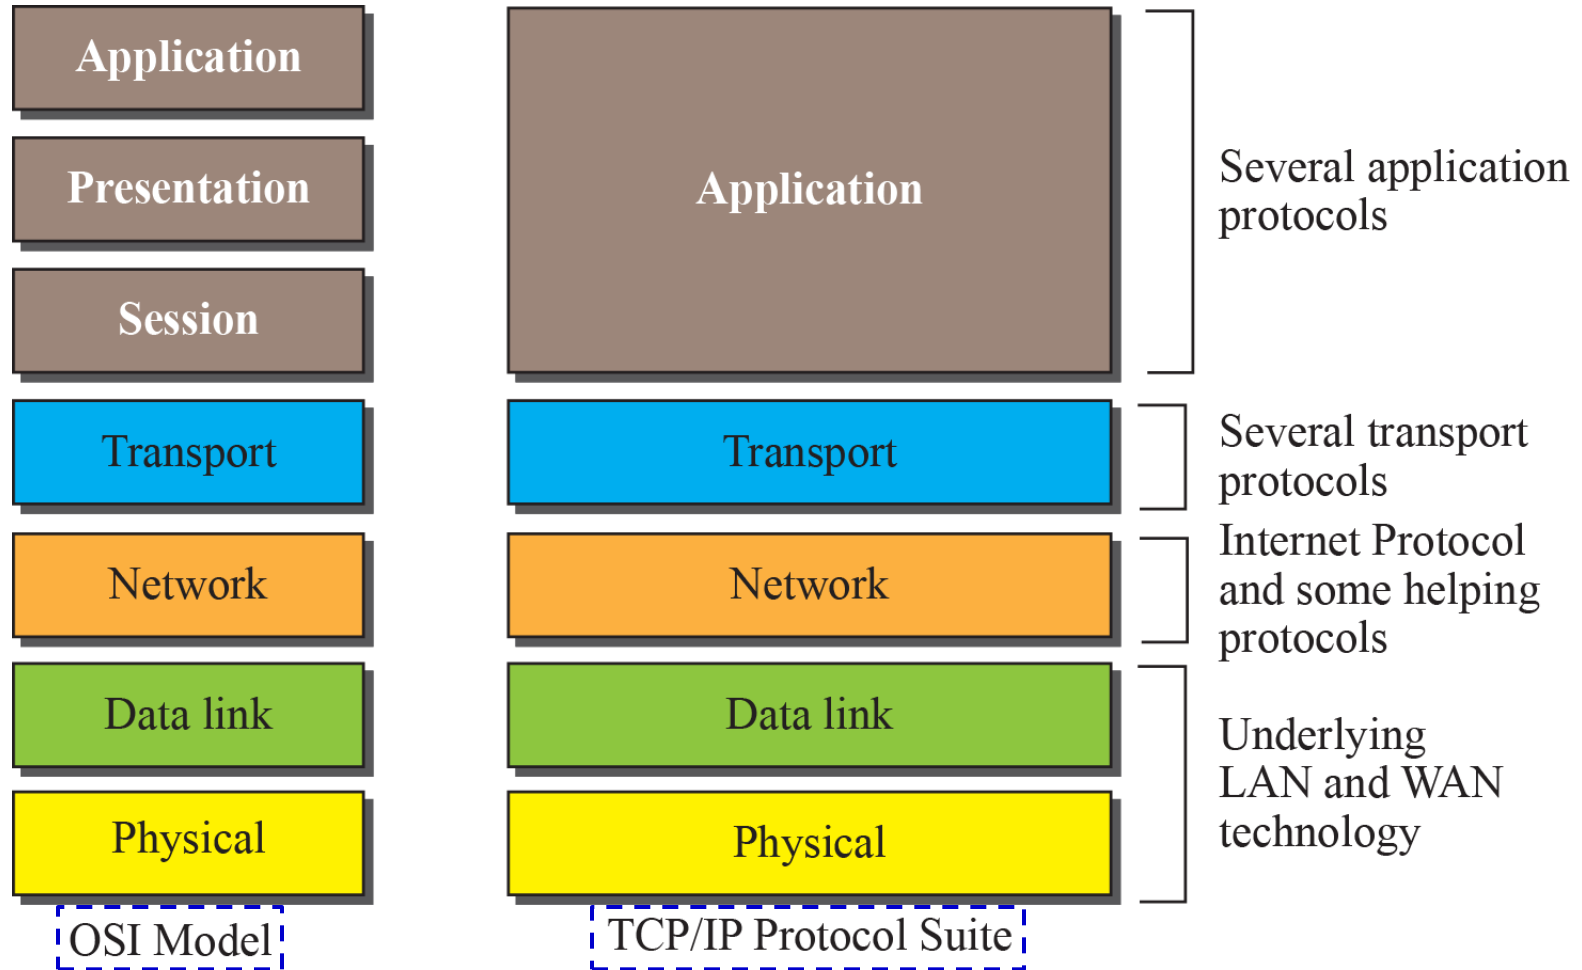 Application
Presentation
Session
Transport
Network
Data link
Physical
OSI Model
Application
Transport
Network
Data link
Physical
TCP/IP Protocol Suite
Several application
protocols
Several transport
protocols
Internet Protocol
and some helping
protocols
Underlying
LAN and WAN
technology